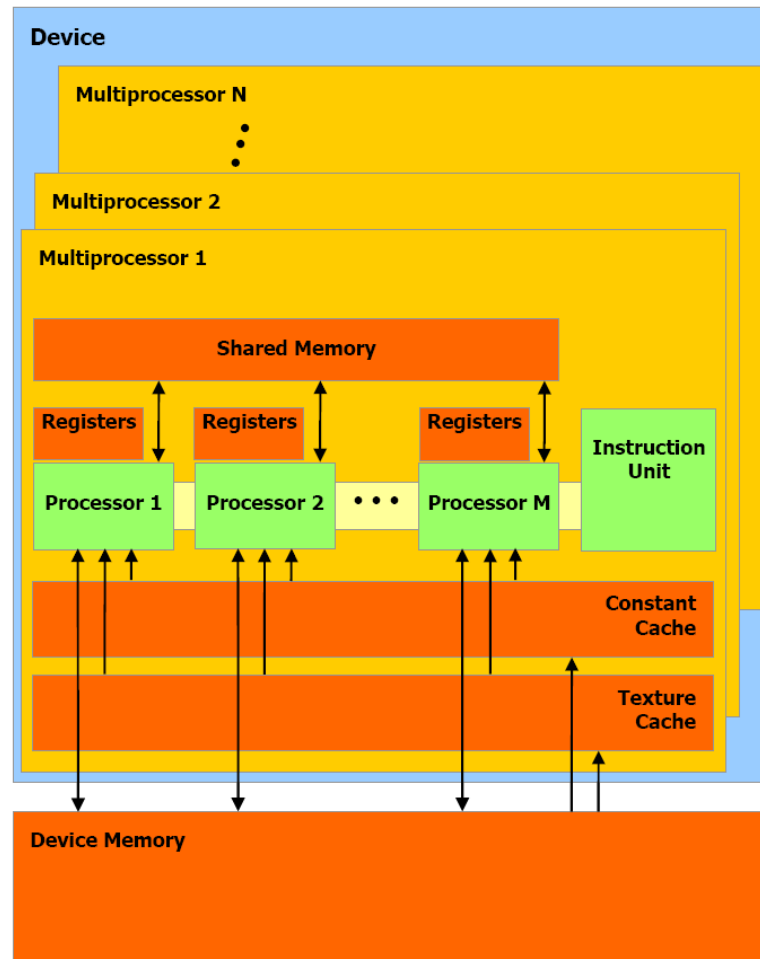 Device
Multiprocessor N
Multiprocessor 2
Multiprocessor 1
Shared Memory
Registers
Registers
Registers
Instruction
Unit
Processor 1
Processor 2
Processor M
Constant
Cache
Texture
Cache
Device Memory